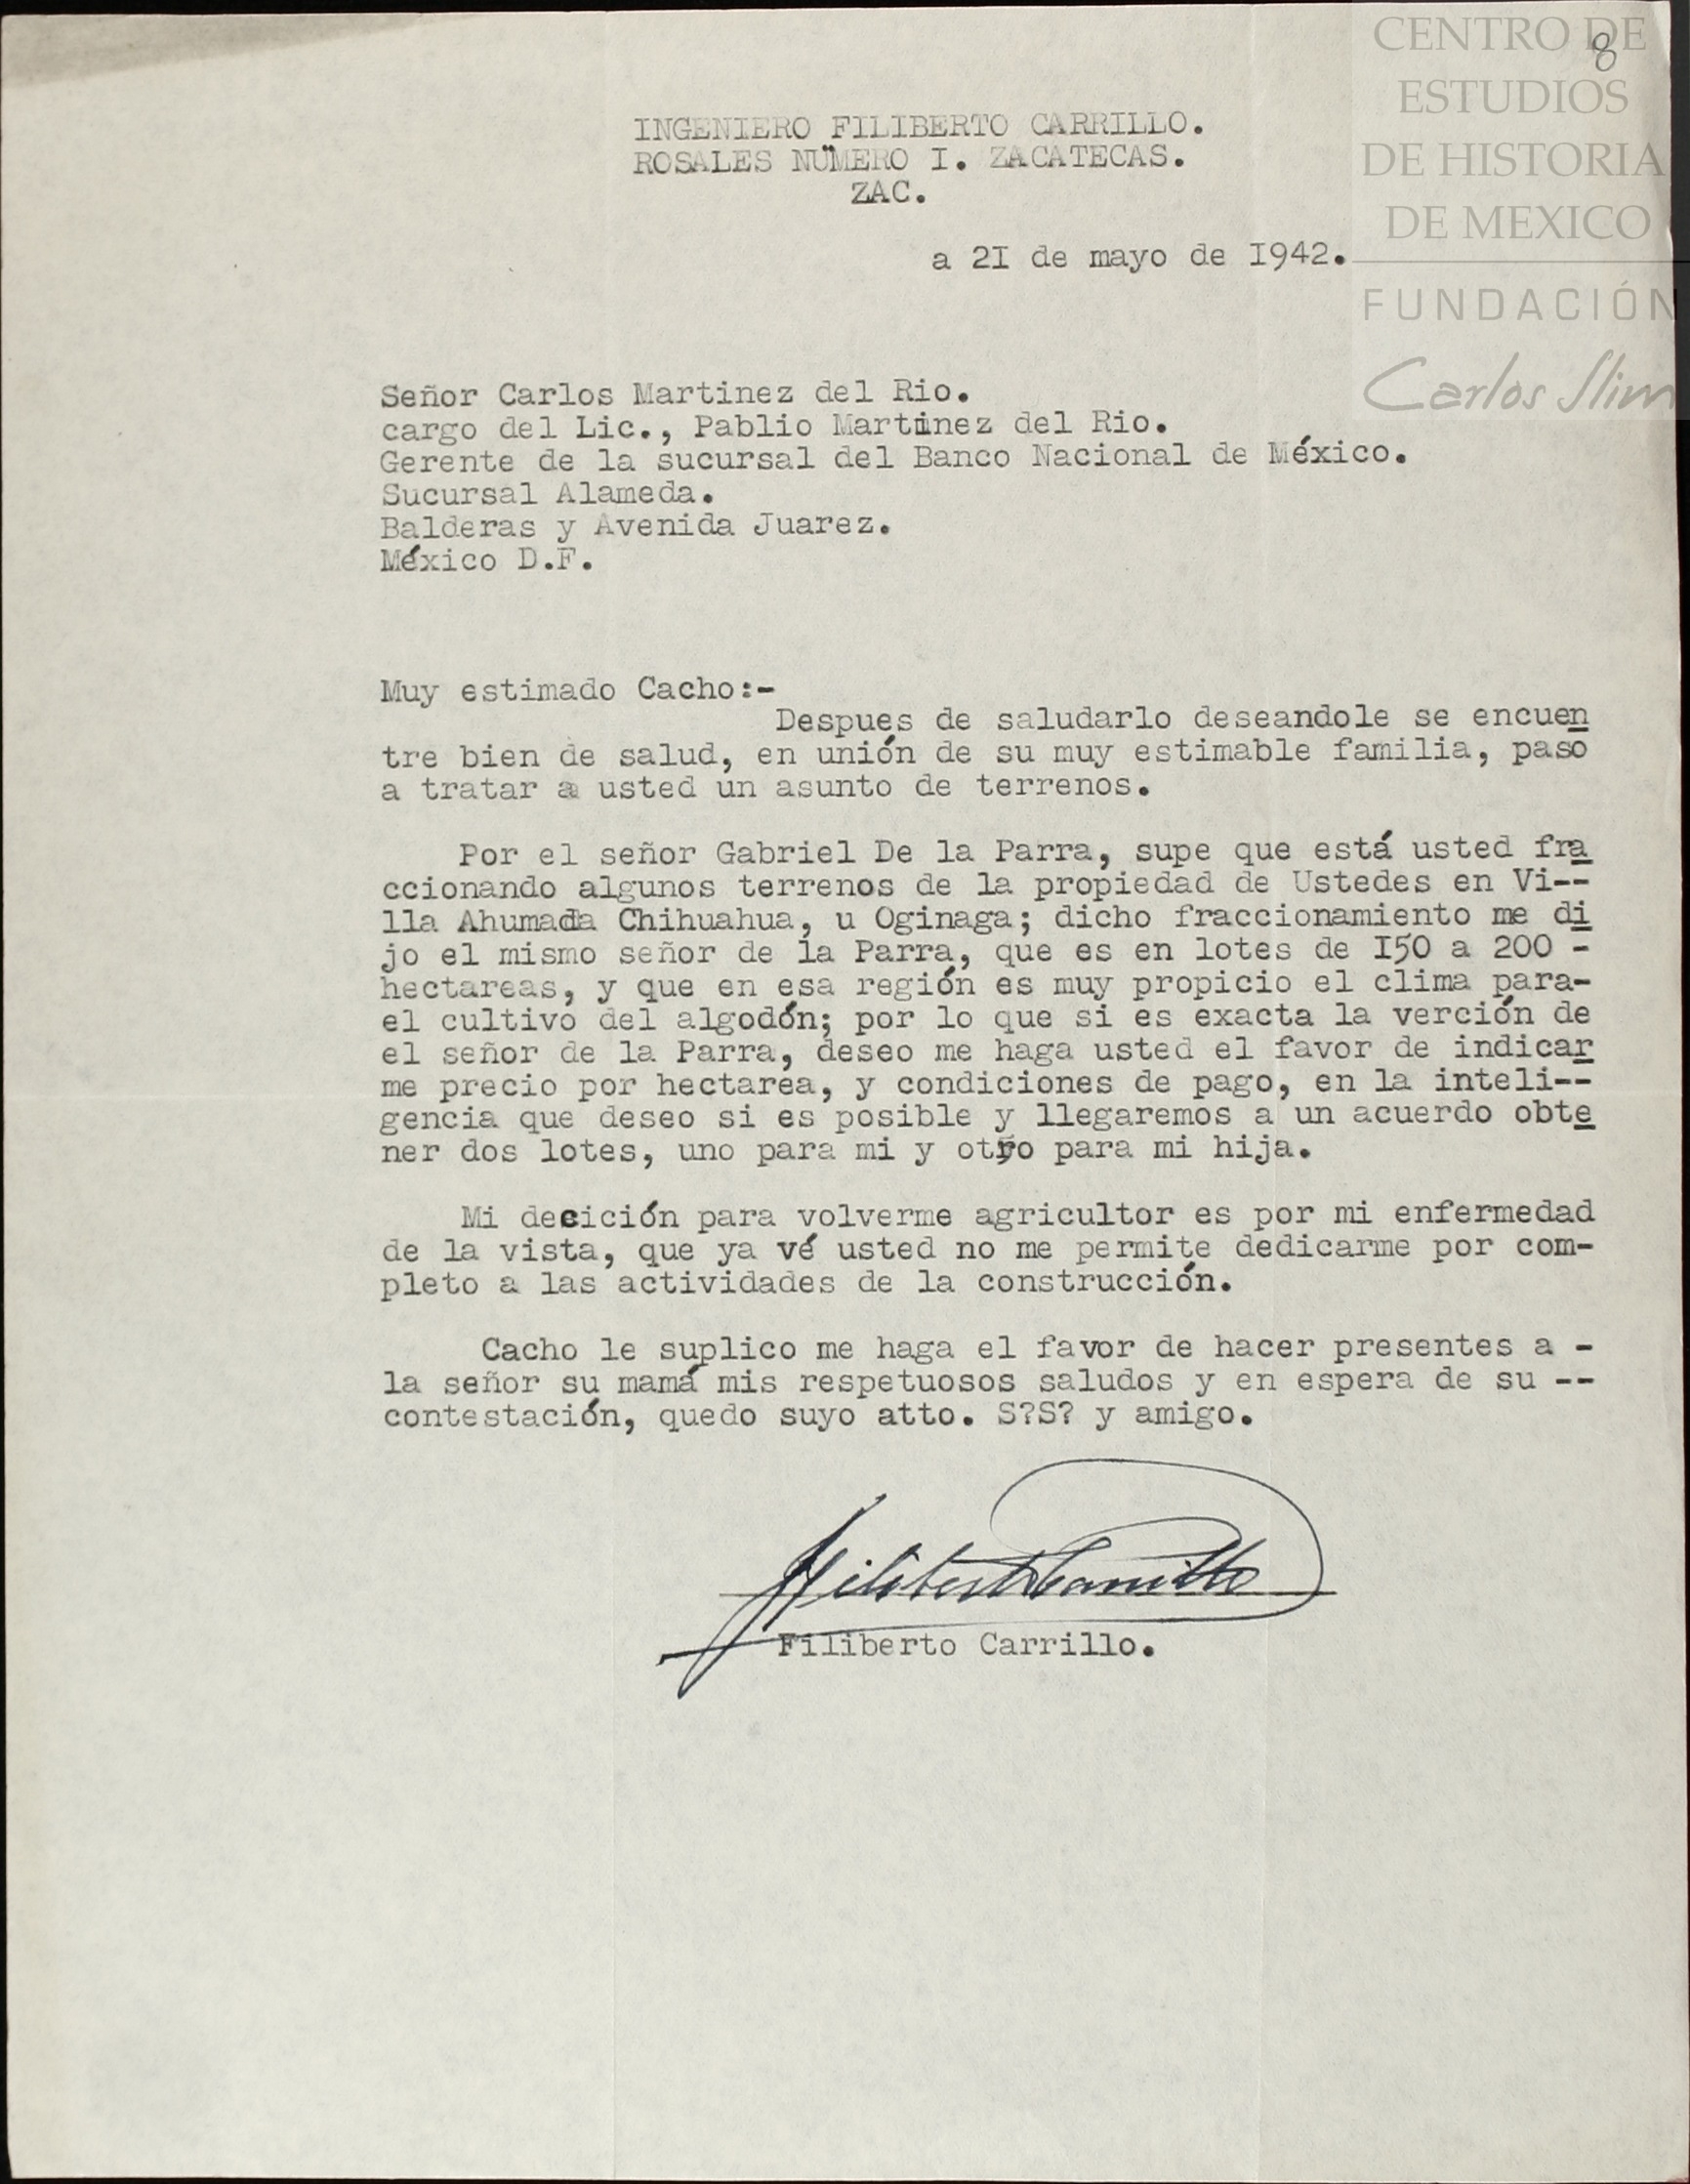 CENTRO DE
ESTUDIOS
DE HISTORIA
DE MEXICO
FUNDACIÓN
Carlos Slim
8
INGENIERO FILIBERTO CARRILLO.
ROSALES NÚMERO I. ZACATECAS.
ZAC.
a 2I de mayo de I942.
Señor Carlos Martinez del Rio.
cargo del Lic., Pablio Martinez del Rio.
Gerente de la sucursal del Banco Nacional de México.
Sucursal Alameda.
Balderas y Avenida Juarez.
México D.F.
Muy estimado Cacho:-
Despues de saludarlo deseandole se encuen
tre bien de salud, en unión de su muy estimable familia, paso
a tratar a usted un asunto de terrenos.
Por el señor Gabriel De la Parra, supe que está usted fra
ccionando algunos terrenos de la propiedad de Ustedes en Vi--
lla Ahumada Chihuahua, u Oginaga; dicho fraccionamiento me di
jo el mismo señor de la Parra, que es en lotes de I50 a 200 -
hectareas, y que en esa región es muy propicio el clima para-
el cultivo del algodón; por lo que si es exacta la verción de
el señor de la Parra, deseo me haga usted el favor de indicar
me precio por hectarea, y condiciones de pago, en la inteli--
gencia que deseo si es posible y llegaremos a un acuerdo obte
ner dos lotes, uno para mi y otro para mi hija.
Mi decición para volverme agricultor es por mi enfermedad
de la vista, que ya vé usted no me permite dedicarme por com-
pleto a las actividades de la construcción.
Cacho le suplico me haga el favor de hacer presentes a -
la señor su mamá mis respetuosos saludos y en espera de su --
contestación, quedo suyo atto. S?S? y amigo.
Filiberto Carrillo
Filiberto Carrillo.